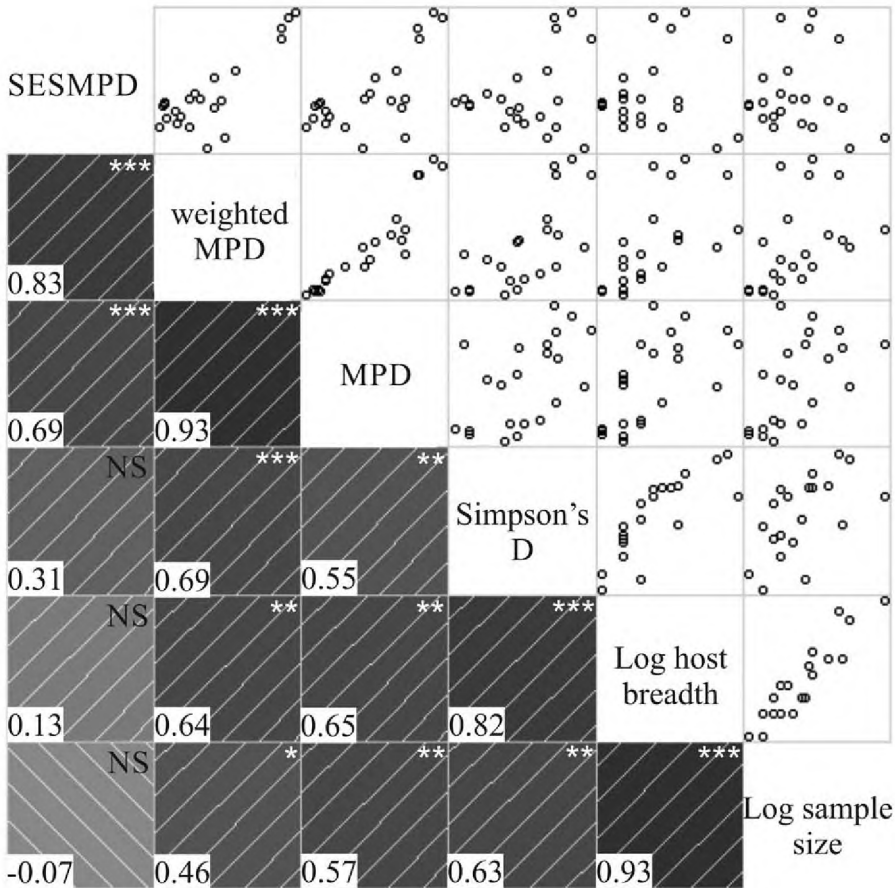 SESMPD
***
0.83
weighted
MPD
***
0.69
***
0.93
MPD
NS
0.31
***
0.69
**
0.55
Simpson’s
D
NS
0.13
**
0.64
**
0.65
***
0.82
Log host
breadth
NS
-0.07
*
0.46
**
0.57
**
0.63
***
0.93
Log sample
size